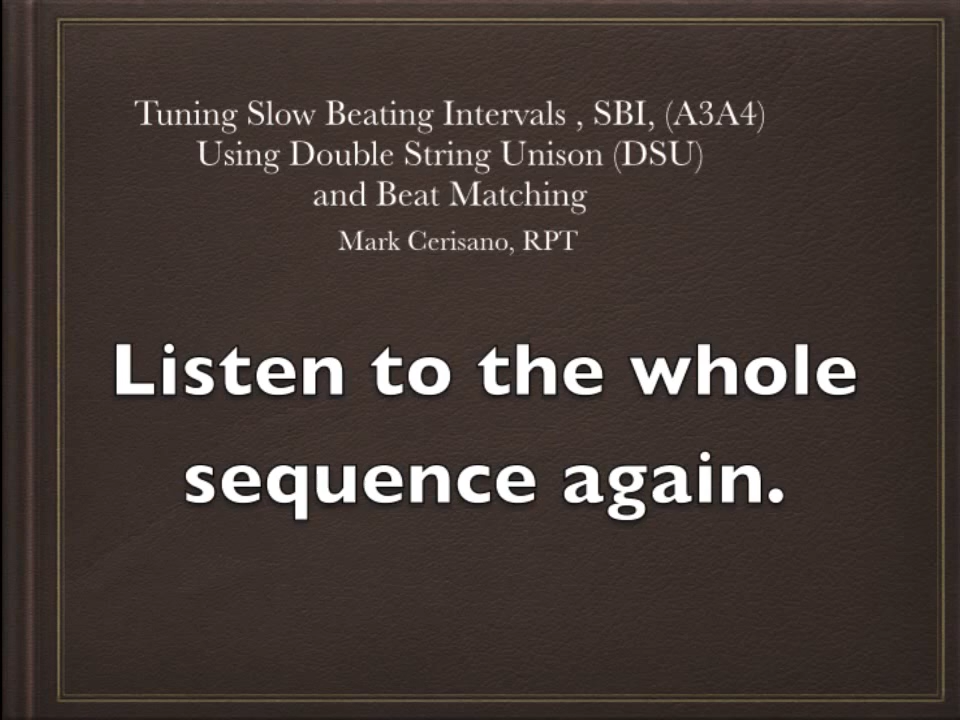 Tuning Slow Beating Intervals , SBI, (A3A4)
Using Double String Unison (DSU)
and Beat Matching
Mark Cerisano, RPT
Listen to the whole
sequence again.